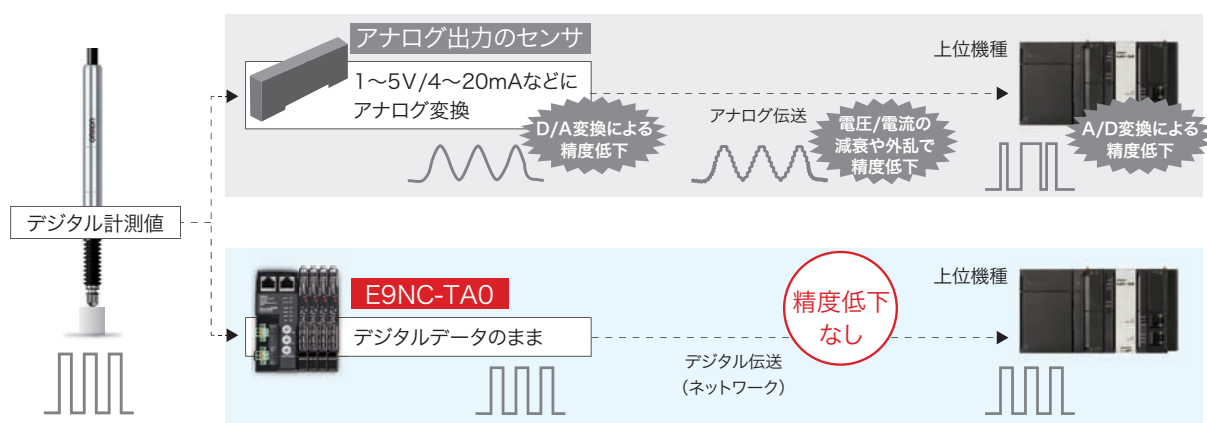 アナログ出力のセンサ
1〜5V/4〜20mAなどに
アナログ変換
D/A変換による
精度低下
アナログ伝送
電圧/電流の
減衰や外乱で
精度低下
上位機種
A/D変換による
精度低下
omron
デジタル計測値
E9NC-TA0
デジタルデータのまま
デジタル伝送
(ネットワーク)
精度低下
なし
上位機種